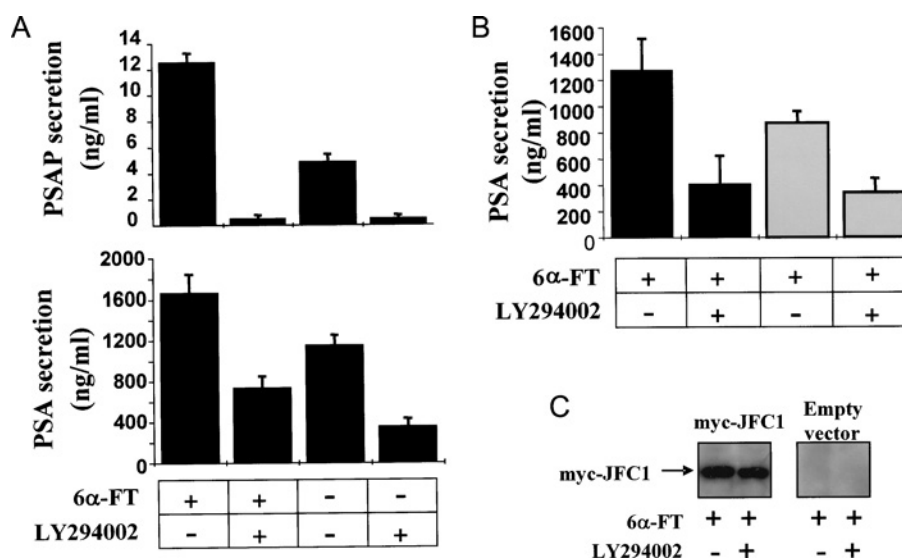 A
PSAP secretion
(ng/ml)
14
12
10
8
6
4
2
0
PSA secretion
(ng/ml)
2000
1600
1200
800
400
0
6α-FT + + - -
LY294002 - + - +
B
PSA secretion
(ng/ml)
1600
1400
1200
1000
800
600
400
200
0
6α-FT + + + +
LY294002 - + - +
C
myc-JFC1 Empty
vector
myc-JFC1
6α-FT + + + +
LY294002 - + - +